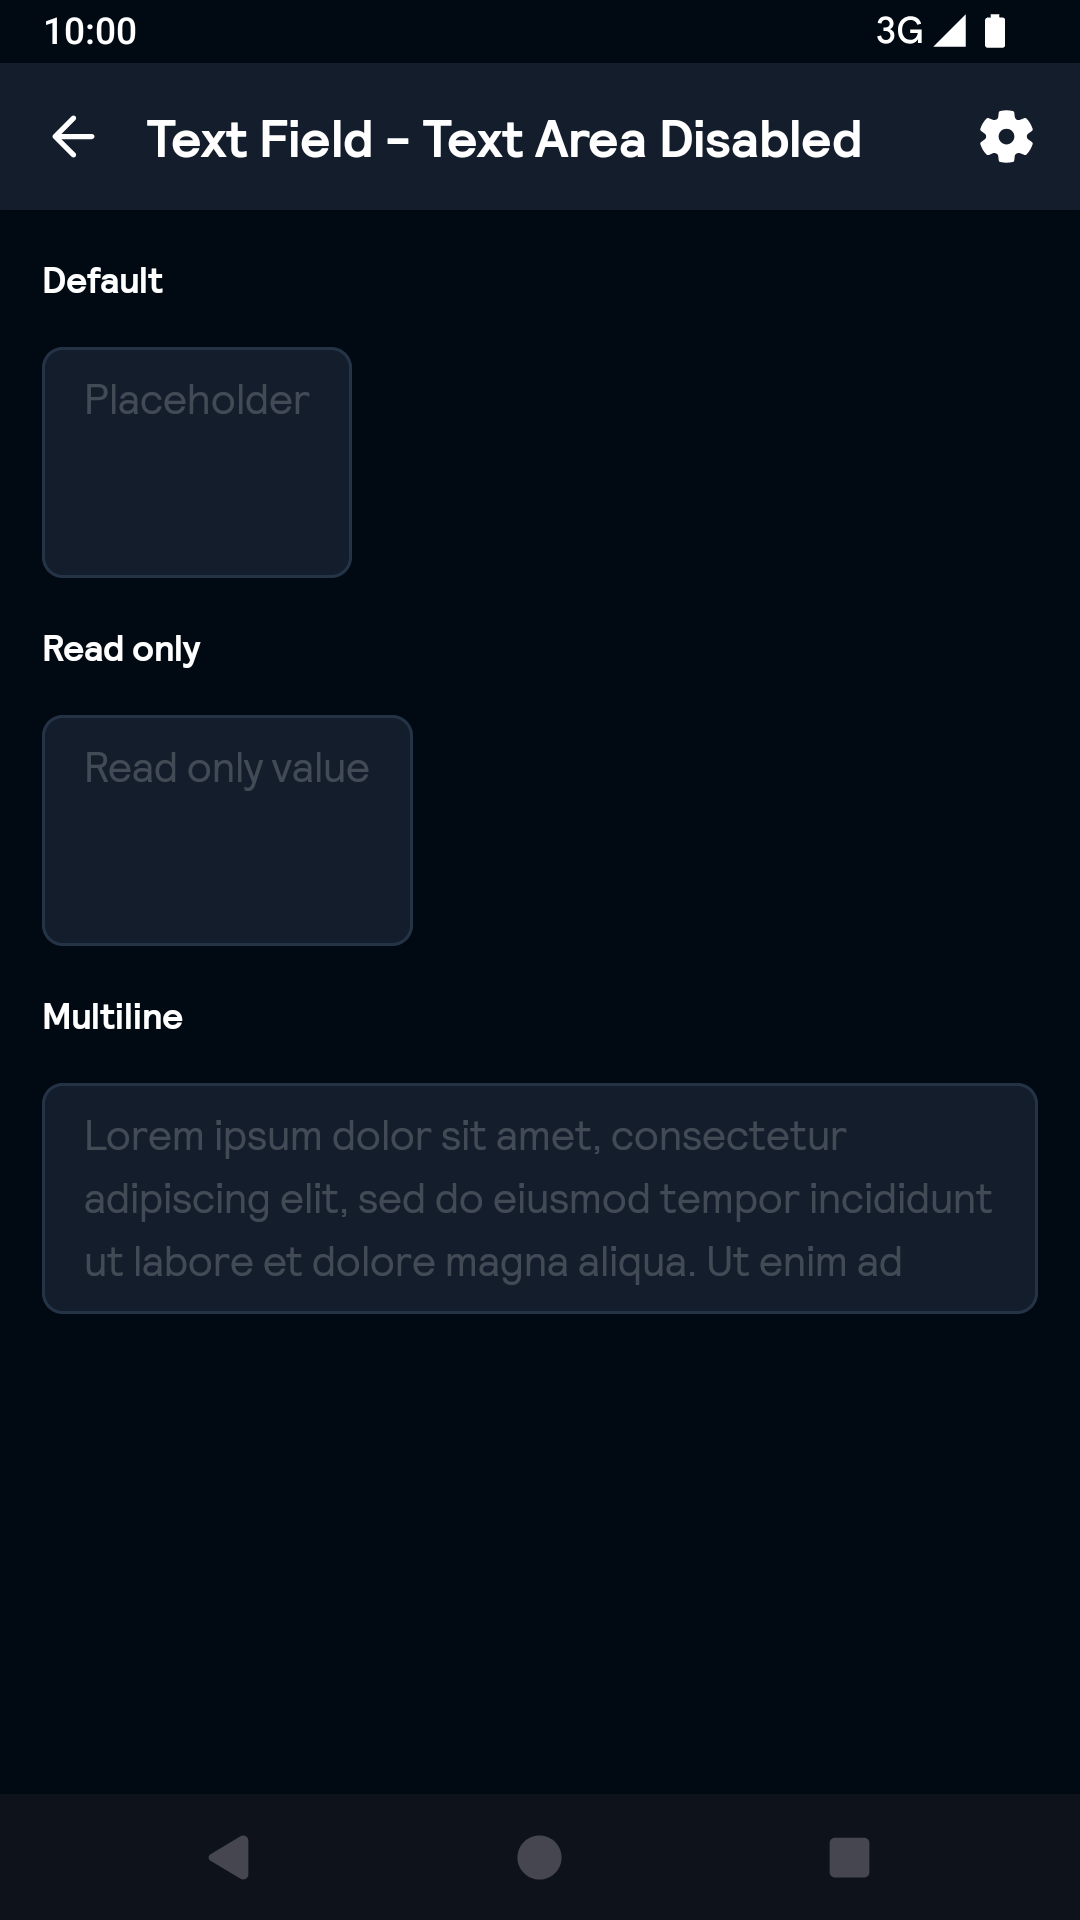 10:00
3G
Text Field - Text Area Disabled
Default
Placeholder
Read only
Read only value
Multiline
Lorem ipsum dolor sit amet, consectetur
adipiscing elit, sed do eiusmod tempor incididunt
ut labore et dolore magna aliqua. Ut enim ad